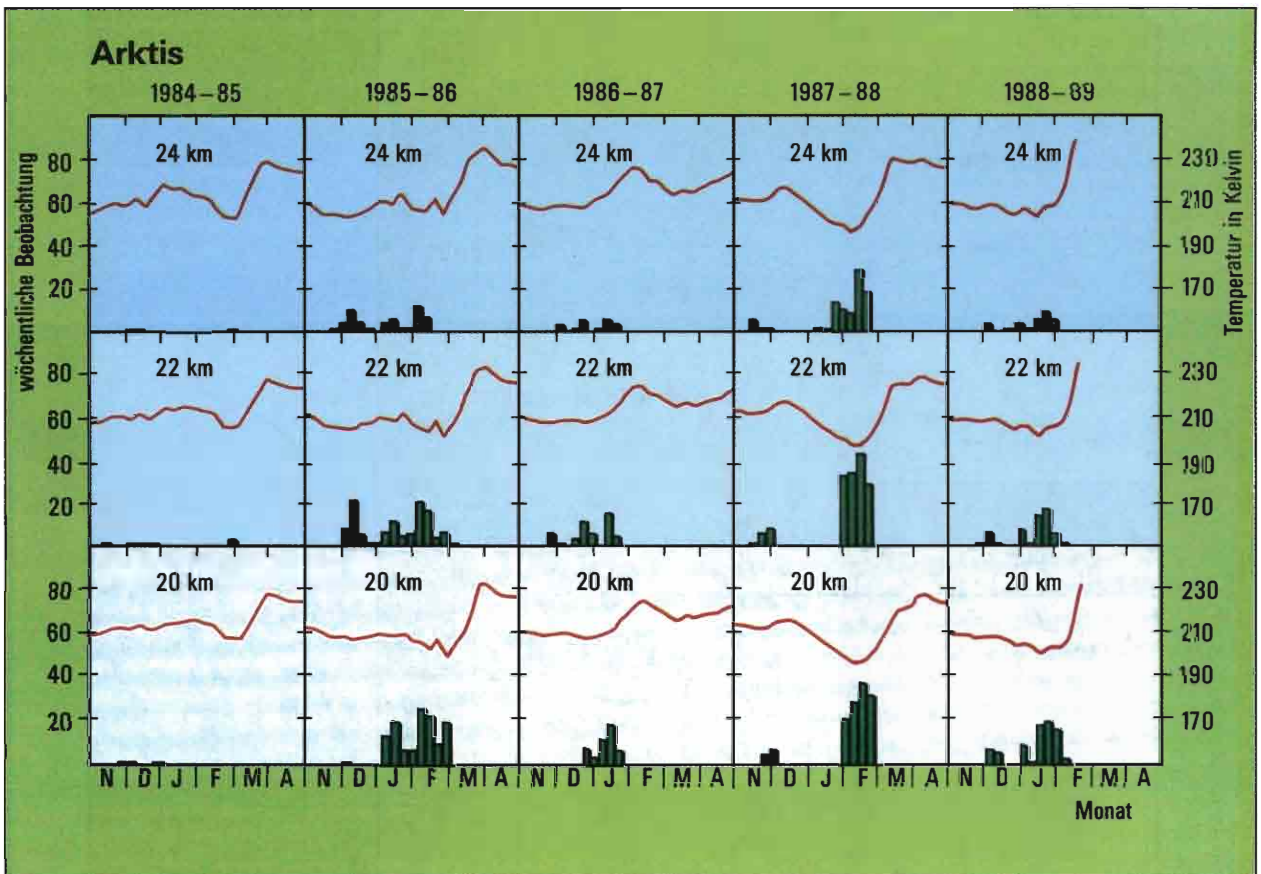 Arktis
1984–85 1985–86 1986–87 1987–88 1988–89
wöchentliche Beobachtung
Temperatur in Kelvin
24 km 24 km 24 km 24 km 24 km
80 230
60 210
40 190
20 170
22 km 22 km 22 km 22 km 22 km
80 230
60 210
40 190
20 170
20 km 20 km 20 km 20 km 20 km
80 230
60 210
40 190
20 170
N D J F M A N D J F M A N D J F M A N D J F M A N D J F M A
Monat